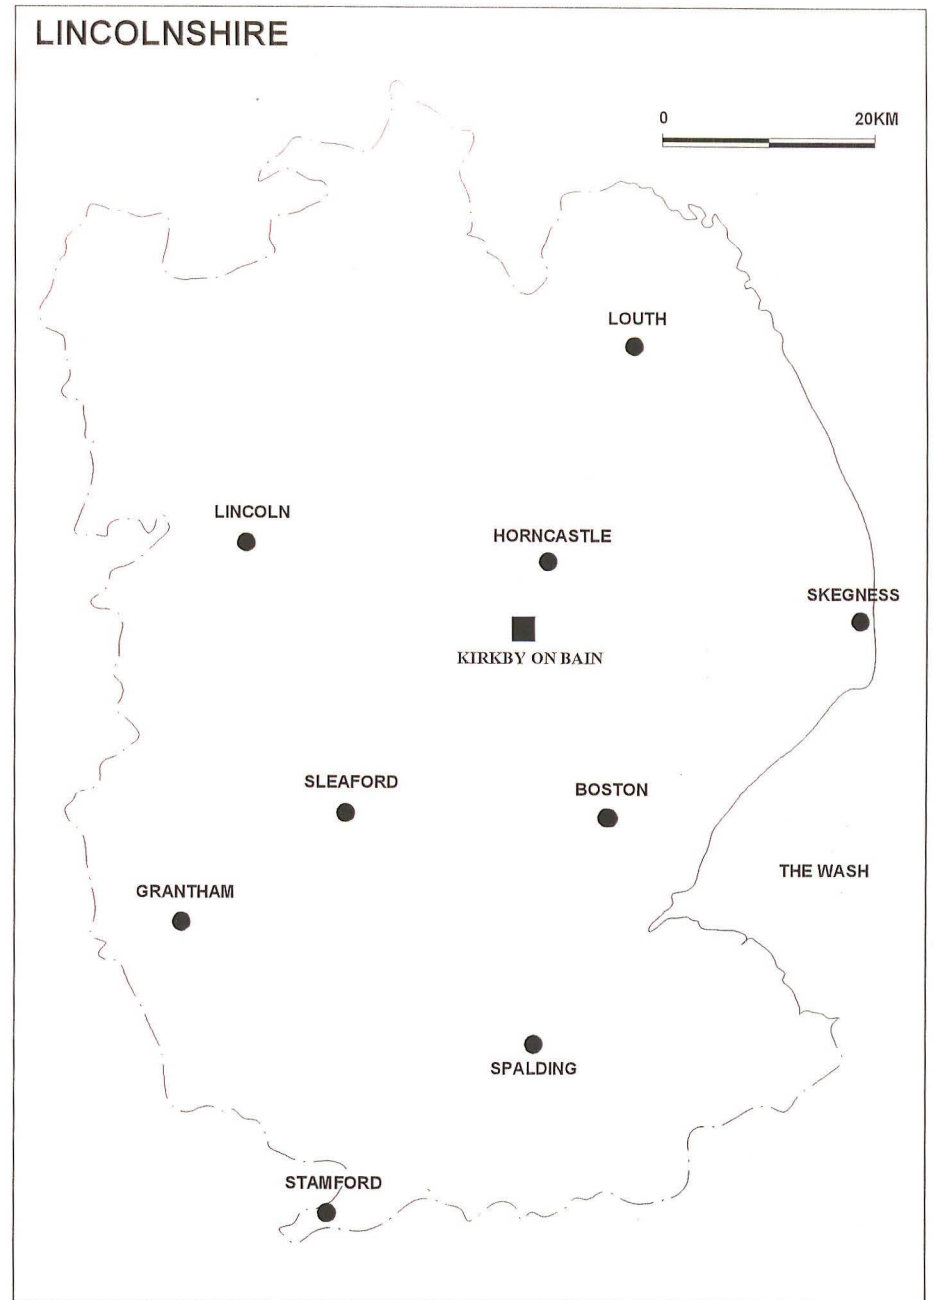 LINCOLNSHIRE
0 20KM
LOUTH
LINCOLN
HORNCASTLE
SKEGNESS
KIRKBY ON BAIN
SLEAFORD
BOSTON
THE WASH
GRANTHAM
SPALDING
STAMFORD